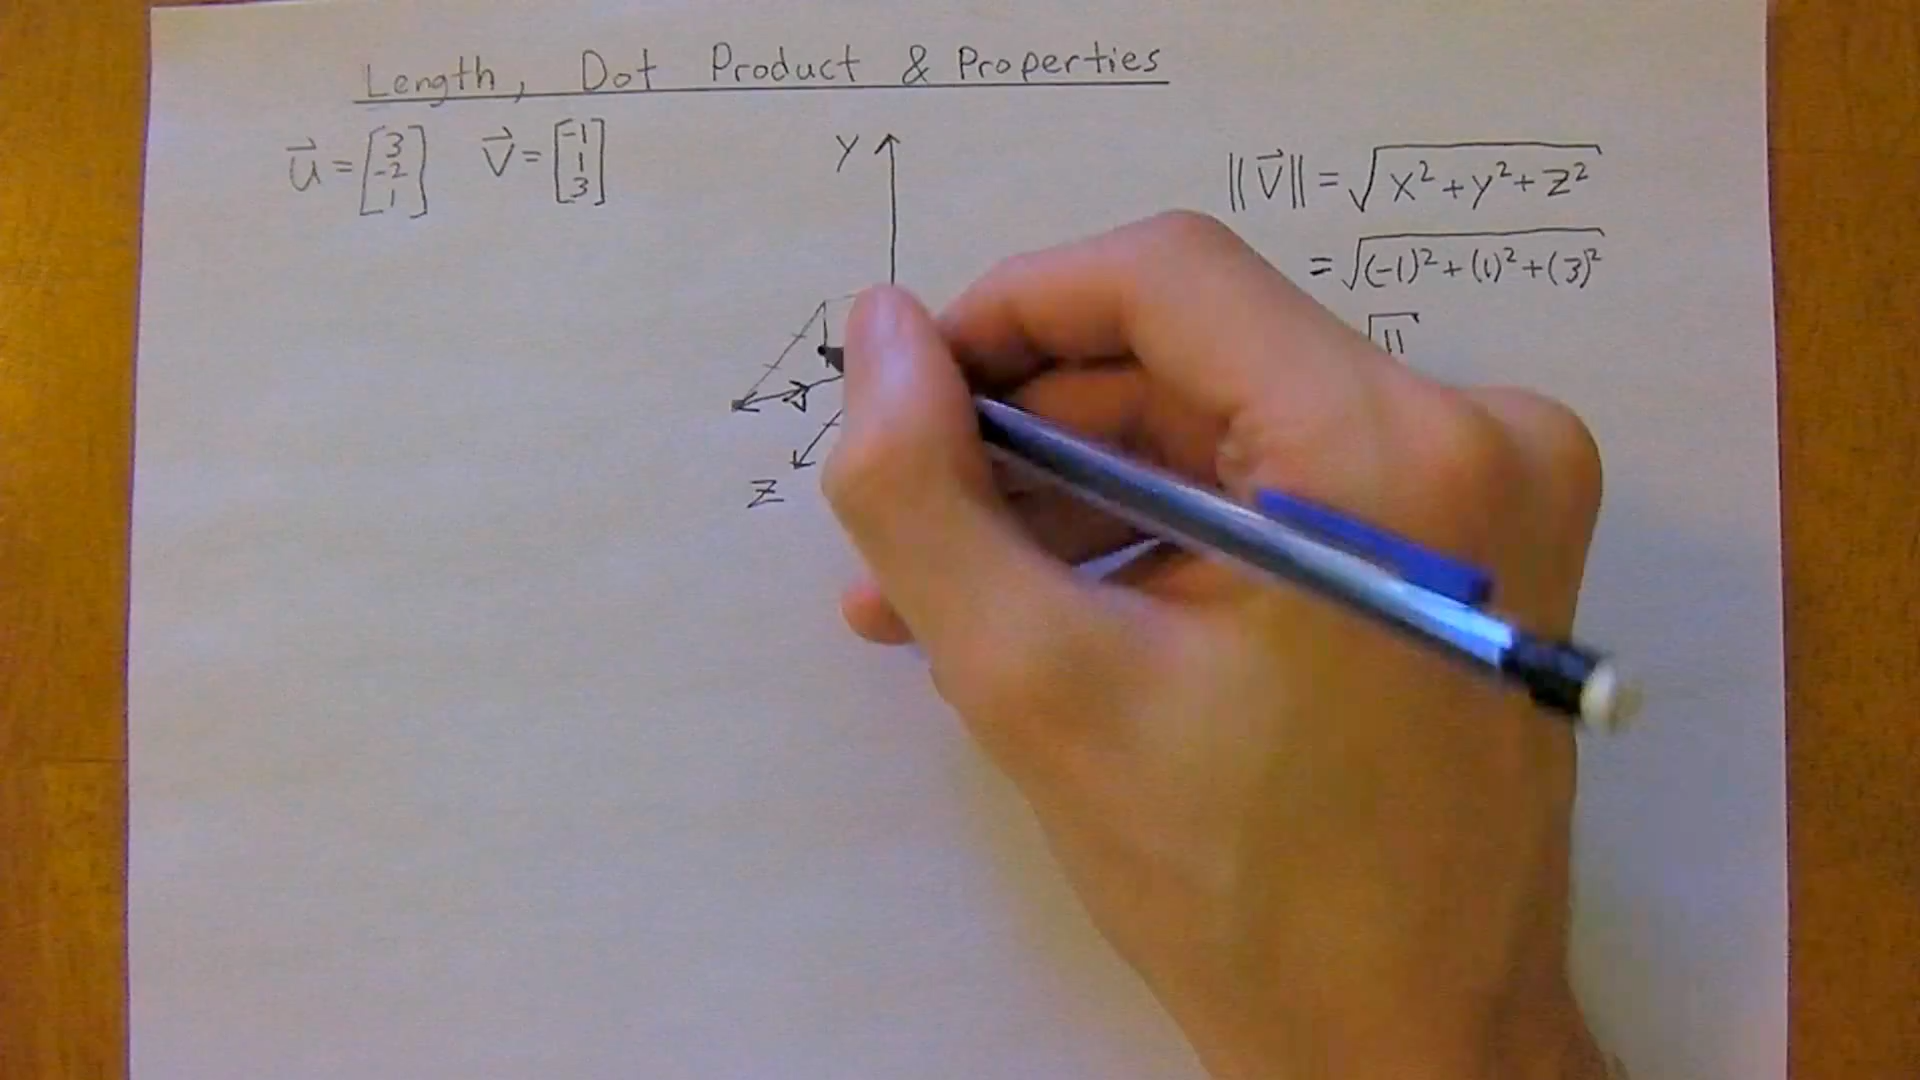 Length, Dot Product & Properties
u⃗ = [3 -2 1] v⃗ = [-1 1 3]
y
||v⃗|| = √(x² + y² + z²)
= √((-1)² + (1)² + (3)²)
√11
v⃗
z